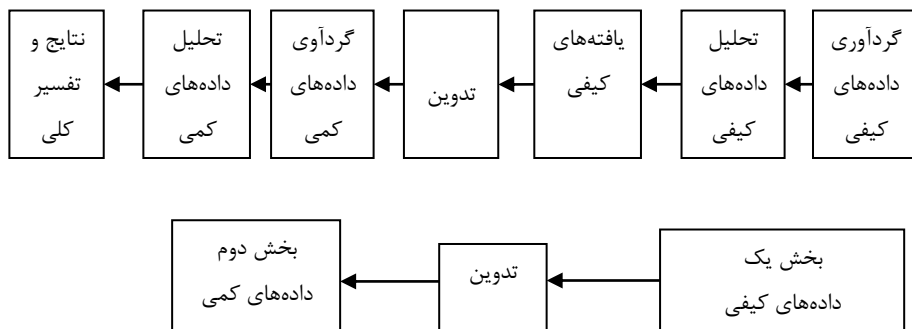 گردآوری
داده‌های
کیفی
تحلیل
داده‌های
کیفی
یافته‌های
کیفی
تدوین
گردآوی
داده‌های
کمی
تحلیل
داده‌های
کمی
نتایج و
تفسیر
کلی
بخش یک
داده‌های کیفی
تدوین
بخش دوم
داده‌های کمی